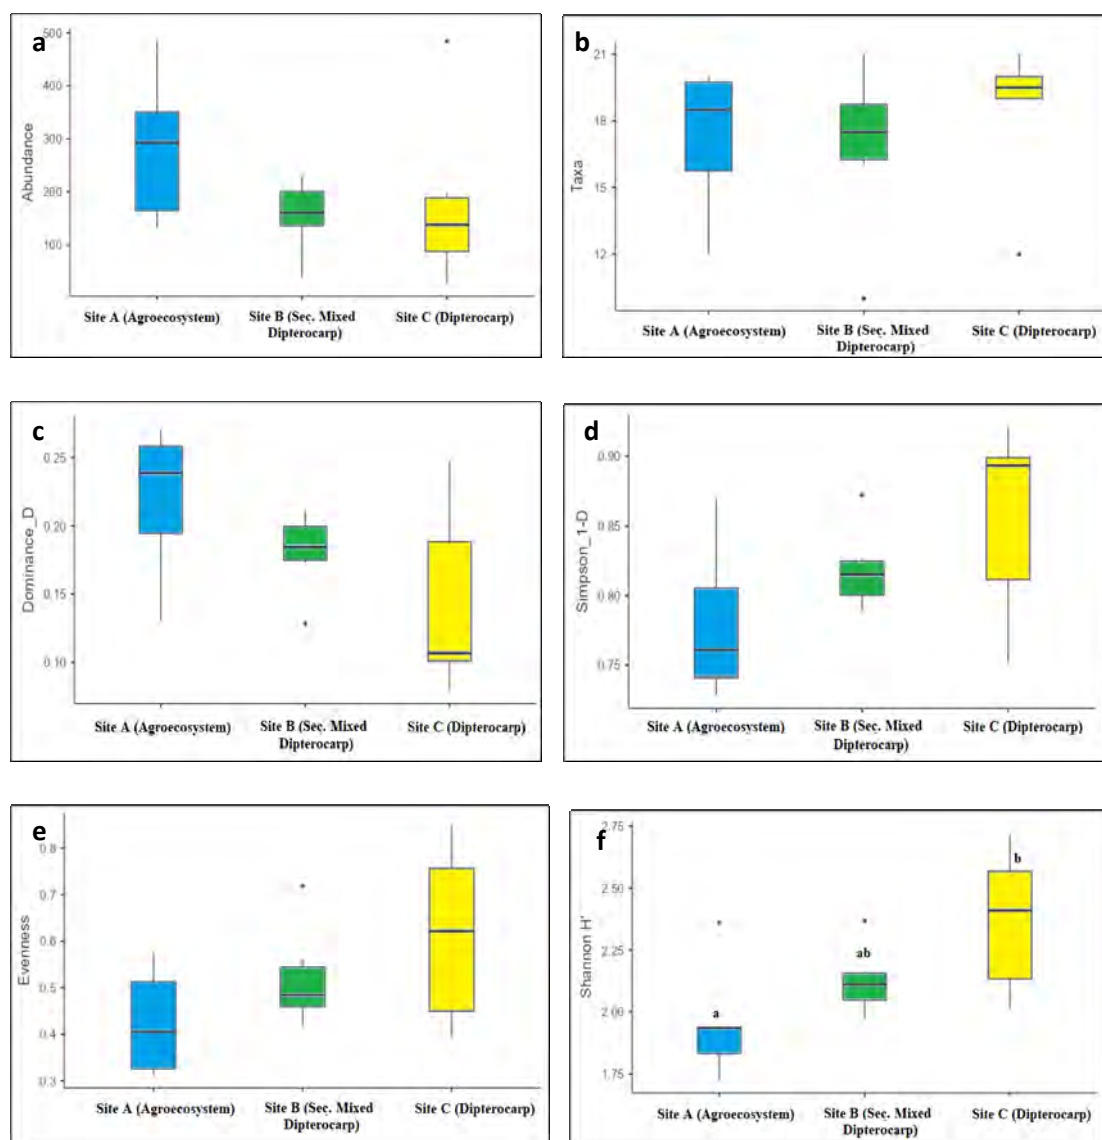 a
500
400
300
200
100
Abundance
Site A (Agroecosystem)
Site B (Sec. Mixed
Dipterocarp)
Site C (Dipterocarp)
b
21
18
15
12
Taxa
Site A (Agroecosystem)
Site B (Sec. Mixed
Dipterocarp)
Site C (Dipterocarp)
c
0.25
0.20
0.15
0.10
Dominance_D
Site A (Agroecosystem)
Site B (Sec. Mixed
Dipterocarp)
Site C (Dipterocarp)
d
0.90
0.85
0.80
0.75
Simpson_1-D
Site A (Agroecosystem)
Site B (Sec. Mixed
Dipterocarp)
Site C (Dipterocarp)
e
0.8
0.7
0.6
0.5
0.4
0.3
Evenness
Site A (Agroecosystem)
Site B (Sec. Mixed
Dipterocarp)
Site C (Dipterocarp)
f
2.75
2.50
2.25
2.00
1.75
Shannon H'
a
ab
b
Site A (Agroecosystem)
Site B (Sec. Mixed
Dipterocarp)
Site C (Dipterocarp)